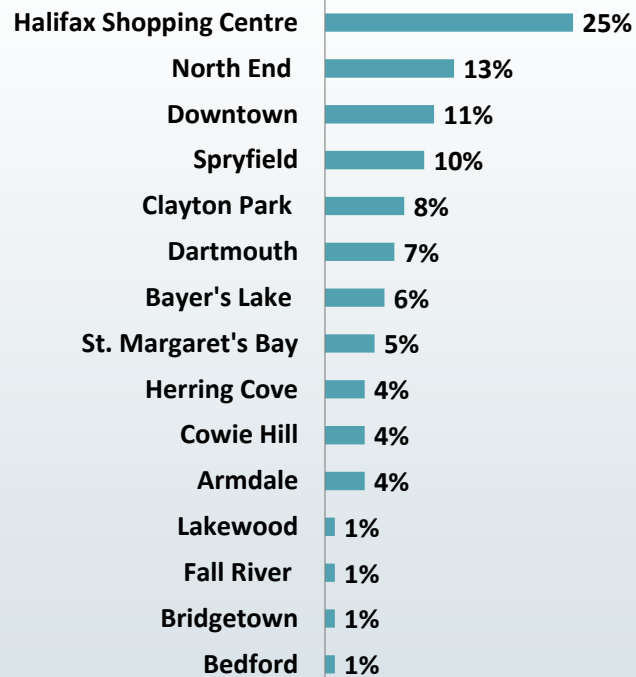 Halifax Shopping Centre 25%
North End 13%
Downtown 11%
Spryfield 10%
Clayton Park 8%
Dartmouth 7%
Bayer's Lake 6%
St. Margaret's Bay 5%
Herring Cove 4%
Cowie Hill 4%
Armdale 4%
Lakewood 1%
Fall River 1%
Bridgetown 1%
Bedford 1%